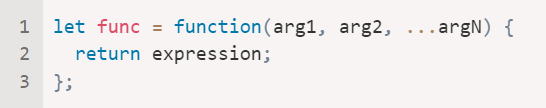 1 let func = function(arg1, arg2, ...argN) {
2   return expression;
3 };